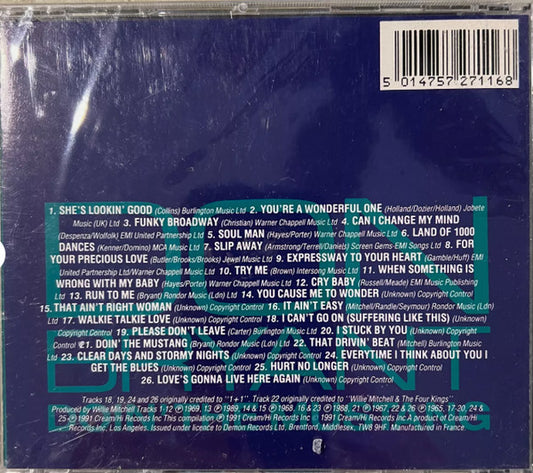 5 014757 271168
1. SHE'S LOOKIN' GOOD (Collins) Burlington Music Ltd 2. YOU'RE A WONDERFUL ONE (Holland/Dozier/Holland) Jobete
Music (UK) Ltd 3. FUNKY BROADWAY (Christian) Warner Chappell Music Ltd 4. CAN I CHANGE MY MIND
(Despenza/Wolfolk) EMI United Partnership Ltd 5. SOUL MAN (Hayes/Porter) Warner Chappell Music Ltd 6. LAND OF 1000
DANCES (Kenner/Domino) MCA Music Ltd 7. SLIP AWAY (Armstrong/Terrell/Daniels) Screen Gems-EMI Songs Ltd 8. FOR
YOUR PRECIOUS LOVE (Butler/Brooks/Brooks) Jewel Music Ltd 9. EXPRESSWAY TO YOUR HEART (Gamble/Huff) EMI
United Partnership Ltd/Warner Chappell Music Ltd 10. TRY ME (Brown) Intersong Music Ltd 11. WHEN SOMETHING IS
WRONG WITH MY BABY (Hayes/Porter) Warner Chappell Music Ltd 12. CRY BABY (Russell/Meade) EMI Music Publishing
Ltd 13. RUN TO ME (Bryant) Rondor Music (Ldn) Ltd 14. YOU CAUSE ME TO WONDER (Unknown) Copyright Control
15. THAT AIN'T RIGHT WOMAN (Unknown) Copyright Control 16. IT AIN'T EASY (Mitchell/Randle/Seymour) Rondor Music (Ldn)
Ltd 17. WALKIE TALKIE LOVE (Unknown) Copyright Control 18. I CAN'T GO ON (SUFFERING LIKE THIS) (Unknown)
Copyright Control 19. PLEASE DON'T LEAVE (Carter) Burlington Music Ltd 20. I STUCK BY YOU (Unknown) Copyright
Control 21. DOIN' THE MUSTANG (Bryant) Rondor Music (Ldn) Ltd 22. THAT DRIVIN' BEAT (Mitchell) Burlington Music Ltd
23. CLEAR DAYS AND STORMY NIGHTS (Unknown) Copyright Control 24. EVERYTIME I THINK ABOUT YOU I
GET THE BLUES (Unknown) Copyright Control 25. HURT NO LONGER (Unknown) Copyright Control
26. LOVE'S GONNA LIVE HERE AGAIN (Unknown) Copyright Control
Tracks 18, 19, 24 and 26 originally credited to "1+1". Track 22 originally credited to "Willie Mitchell & The Four Kings"
Produced by Willie Mitchell Tracks 1-12 ℗ 1969, 13 ℗ 1989, 14 & 15 ℗ 1968, 16 & 23 ℗ 1988, 21 ℗ 1967, 22 & 26 ℗ 1965, 17-20, 24 &
25 ℗ 1991 Cream/Hi Records Inc This compilation ℗ 1991 Cream/Hi Records Inc © 1991 Cream/Hi Records Inc A product of Cream/Hi
Records Inc, Los Angeles. Issued under licence to Demon Records Ltd, Brentford, Middlesex, TW8 9HF. Manufactured in France.